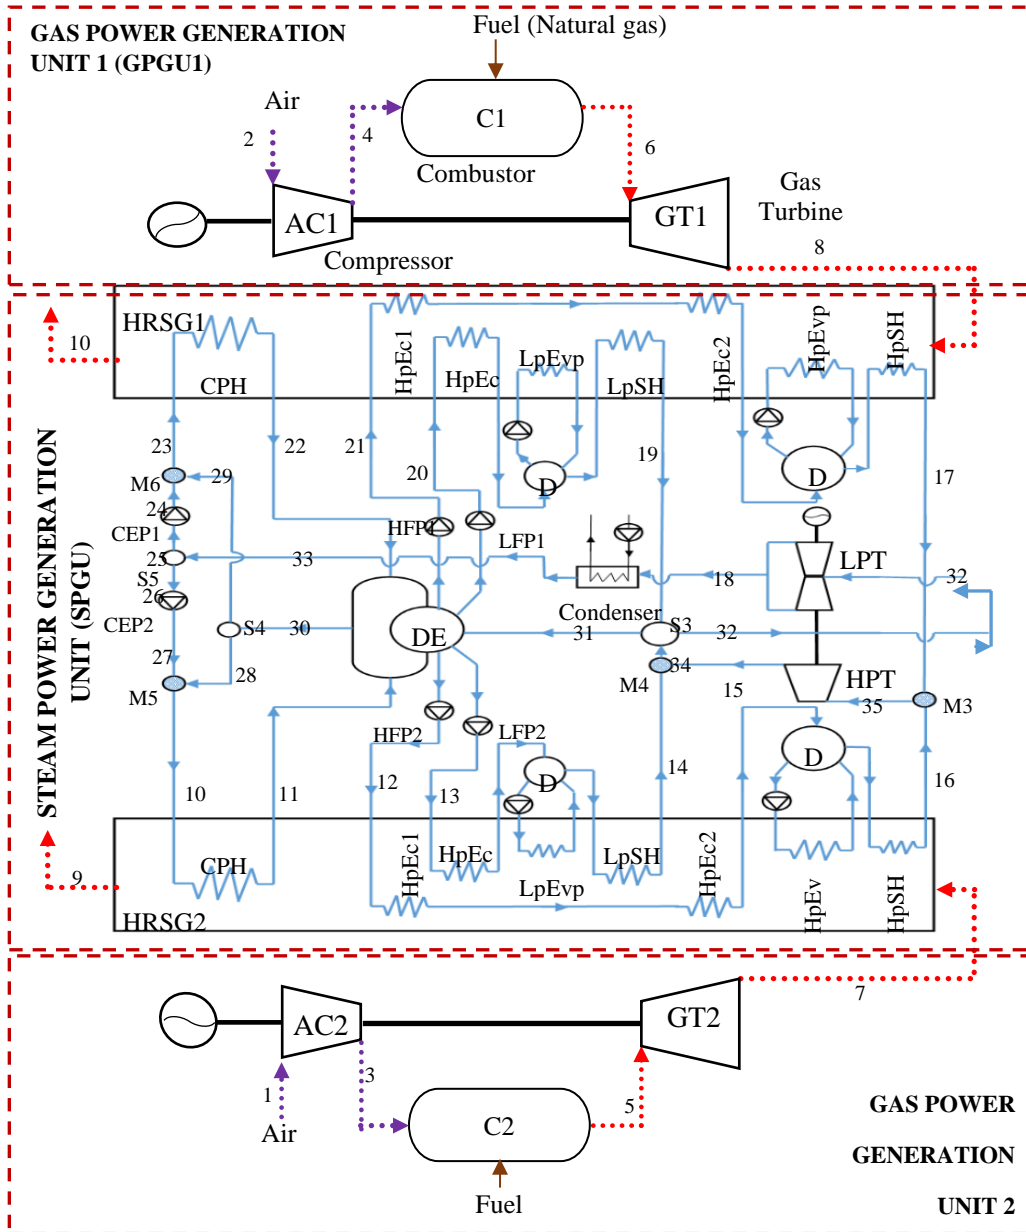 GAS POWER GENERATION
UNIT 1 (GPGU1)
Fuel (Natural gas)
Air
2
4
C1
6
Combustor
Gas
Turbine
AC1
GT1
Compressor
8
HRSG1
10
CPH
HpEc1
HpEc
LpEvp
LpSH
HpEc2
HpEvp
HpSH
23
22
21
20
19
17
M6
29
D
D
24
CEP1
HFP1
LFP1
25
33
S5
18
LPT
32
26
Condenser
CEP2
S4
30
DE
31
S3
32
27
28
M5
M4
34
HPT
15
35
M3
HFP2
LFP2
D
D
10
11
12
13
14
16
STEAM POWER GENERATION
UNIT (SPGU)
CPH
HpEc1
HpEc
LpEvp
LpSH
HpEc2
HpEv
HpSH
9
HRSG2
7
AC2
GT2
3
1
Air
C2
5
Fuel
GAS POWER
GENERATION
UNIT 2